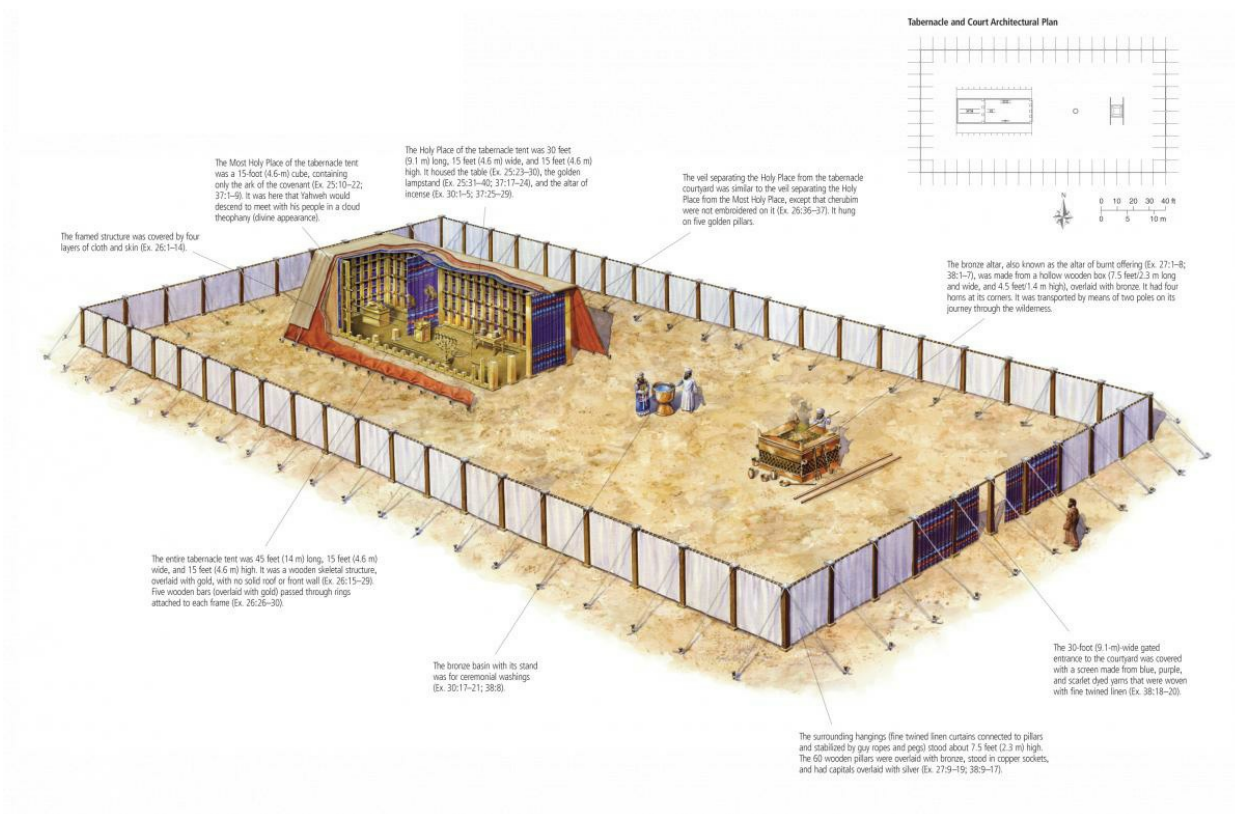 Tabernacle and Court Architectural Plan
N
0 10 20 30 40 ft
0 5 10 m
The Most Holy Place of the tabernacle tent
was a 15-foot (4.6-m) cube, containing
only the ark of the covenant (Ex. 25:10–22;
37:1–9). It was here that Yahweh would
descend to meet with his people in a cloud
theophany (divine appearance).
The Holy Place of the tabernacle tent was 30 feet
(9.1 m) long, 15 feet (4.6 m) wide, and 15 feet (4.6 m)
high. It housed the table (Ex. 25:23–30), the golden
lampstand (Ex. 25:31–40; 37:17–24), and the altar of
incense (Ex. 30:1–5; 37:25–29).
The veil separating the Holy Place from the tabernacle
courtyard was similar to the veil separating the Holy
Place from the Most Holy Place, except that cherubim
were not embroidered on it (Ex. 26:36–37). It hung
on five golden pillars.
The framed structure was covered by four
layers of cloth and skin (Ex. 26:1–14).
The bronze altar, also known as the altar of burnt offering (Ex. 27:1–8;
38:1–7), was made from a hollow wooden box (7.5 feet/2.3 m long
and wide, and 4.5 feet/1.4 m high), overlaid with bronze. It had four
horns at its corners. It was transported by means of two poles on its
journey through the wilderness.
The entire tabernacle tent was 45 feet (14 m) long, 15 feet (4.6 m)
wide, and 15 feet (4.6 m) high. It was a wooden skeletal structure,
overlaid with gold, with no solid roof or front wall (Ex. 26:15–29).
Five wooden bars (overlaid with gold) passed through rings
attached to each frame (Ex. 26:26–30).
The bronze basin with its stand
was for ceremonial washings
(Ex. 30:17–21; 38:8).
The 30-foot (9.1-m)-wide gated
entrance to the courtyard was covered
with a screen made from blue, purple,
and scarlet dyed yarns that were woven
with fine twined linen (Ex. 38:18–20).
The surrounding hangings (fine twined linen curtains connected to pillars
and stabilized by guy ropes and pegs) stood about 7.5 feet (2.3 m) high.
The 60 wooden pillars were overlaid with bronze, stood in copper sockets,
and had capitals overlaid with silver (Ex. 27:9–19; 38:9–17).